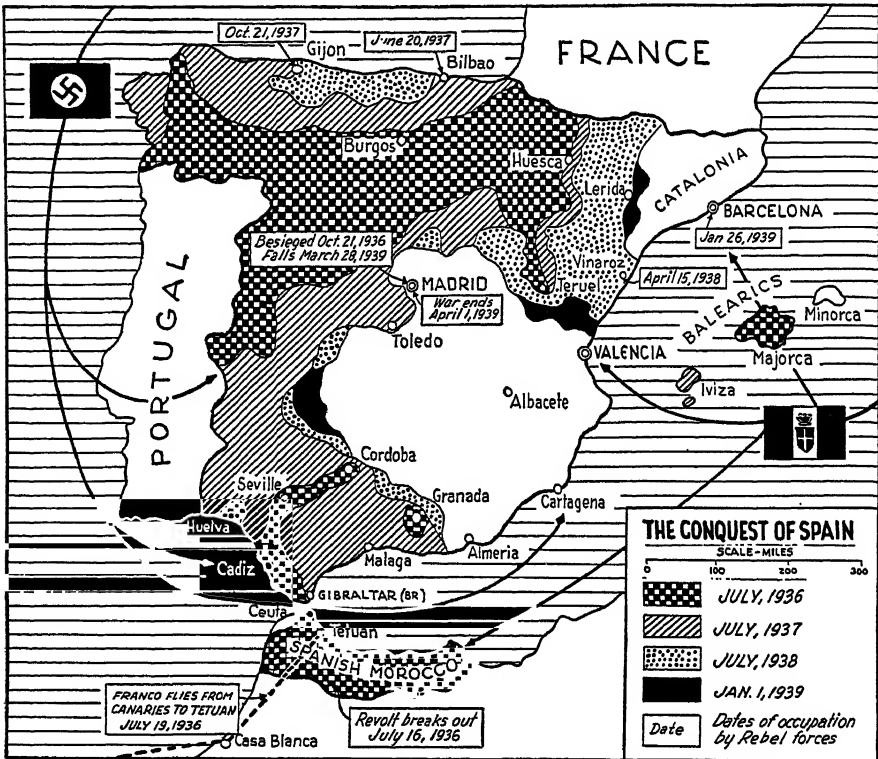 Oct. 21, 1937
June 20, 1937
Gijon
Bilbao
FRANCE
Burgos
Huesca
CATALONIA
Lerida
BARCELONA
Jan 26, 1939
Besieged Oct. 21, 1936
Falls March 28, 1939
MADRID
War ends
April 1, 1939
Vinaroz
Teruel
April 15, 1938
BALEARICS
Minorca
Majorca
PORTUGAL
Toledo
VALENCIA
Iviza
Albacete
Cordoba
Seville
Granada
Cartagena
Huelva
Malaga
Almeria
Cadiz
GIBRALTAR (BR)
Ceuta
Tetuan
SPANISH MOROCCO
FRANCO FLIES FROM
CANARIES TO TETUAN
JULY 19, 1936
Revolt breaks out
July 16, 1936
Casa Blanca
THE CONQUEST OF SPAIN
SCALE-MILES
0 100 200 300
JULY, 1936
JULY, 1937
JULY, 1938
JAN. 1, 1939
Date
Dates of occupation
by Rebel forces